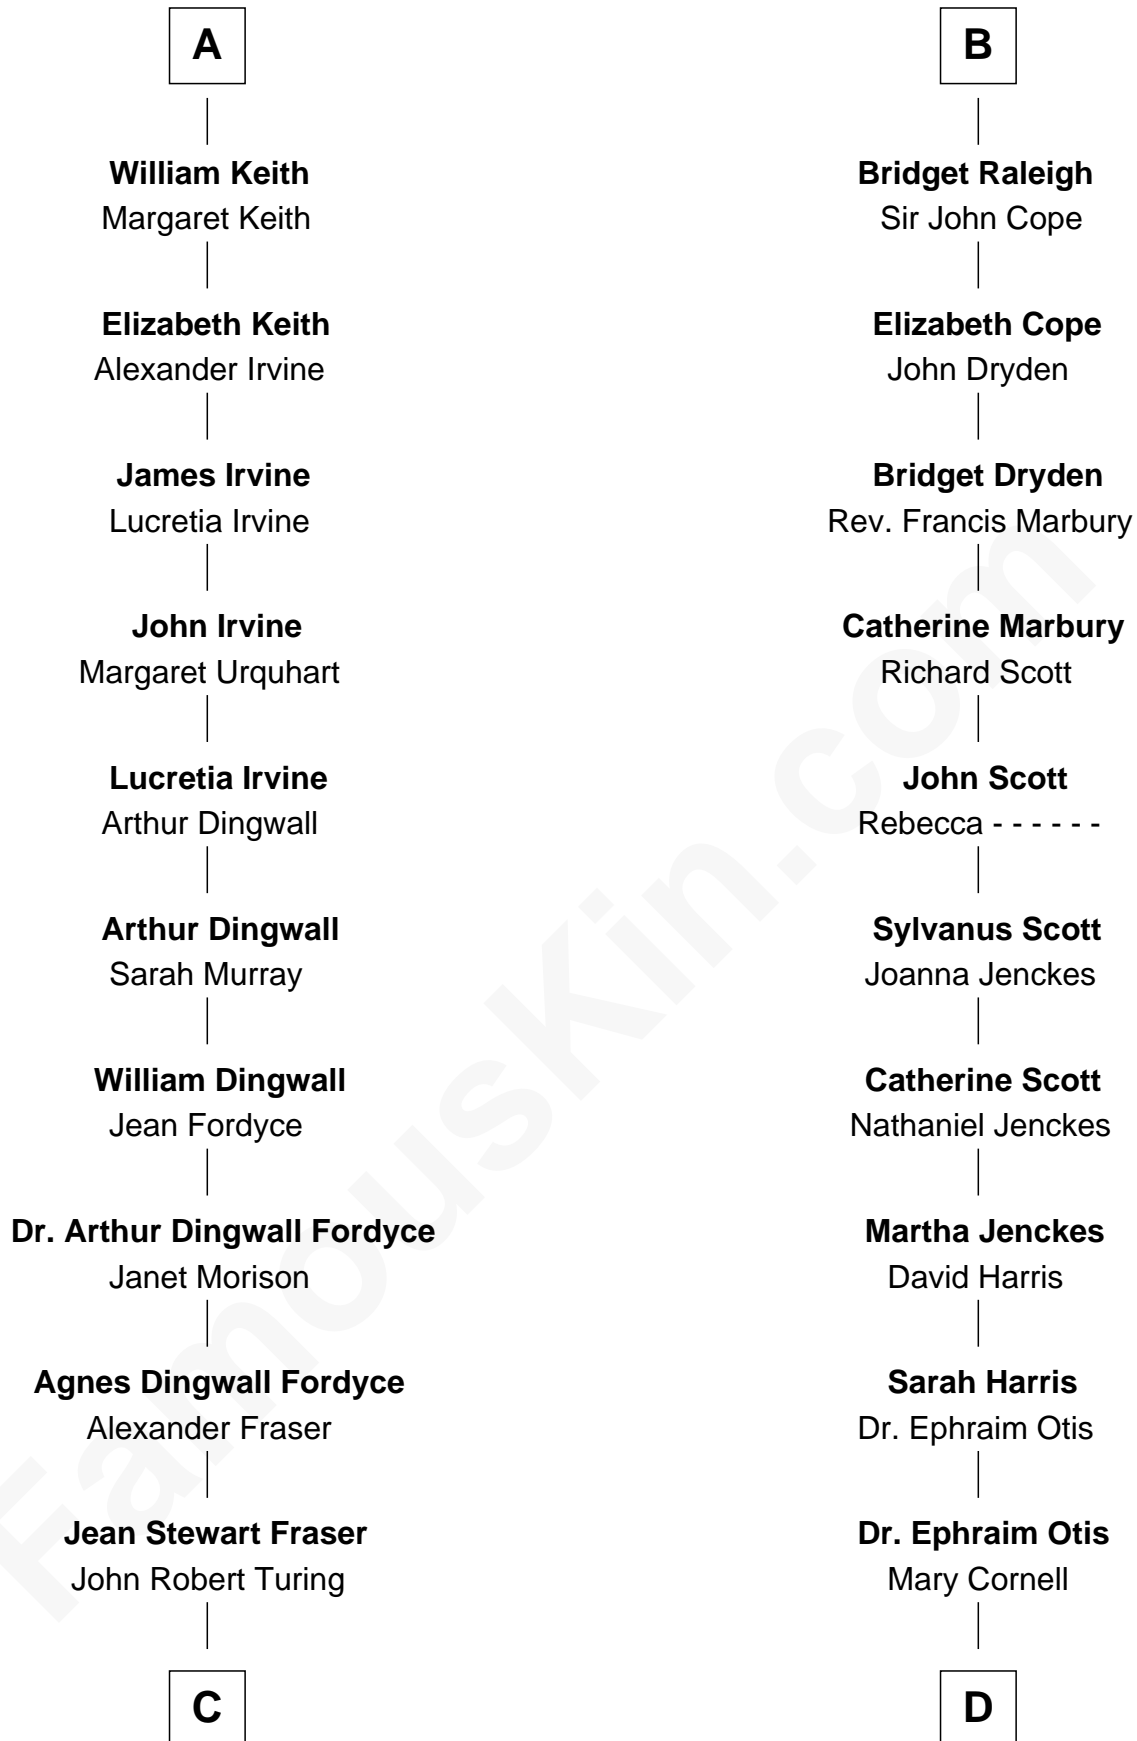 A
William Keith
Margaret Keith
Elizabeth Keith
Alexander Irvine
James Irvine
Lucretia Irvine
John Irvine
Margaret Urquhart
Lucretia Irvine
Arthur Dingwall
Arthur Dingwall
Sarah Murray
William Dingwall
Jean Fordyce
Dr. Arthur Dingwall Fordyce
Janet Morison
Agnes Dingwall Fordyce
Alexander Fraser
Jean Stewart Fraser
John Robert Turing
C
B
Bridget Raleigh
Sir John Cope
Elizabeth Cope
John Dryden
Bridget Dryden
Rev. Francis Marbury
Catherine Marbury
Richard Scott
John Scott
Rebecca - - - - - -
Sylvanus Scott
Joanna Jenckes
Catherine Scott
Nathaniel Jenckes
Martha Jenckes
David Harris
Sarah Harris
Dr. Ephraim Otis
Dr. Ephraim Otis
Mary Cornell
D
FamousKin.com